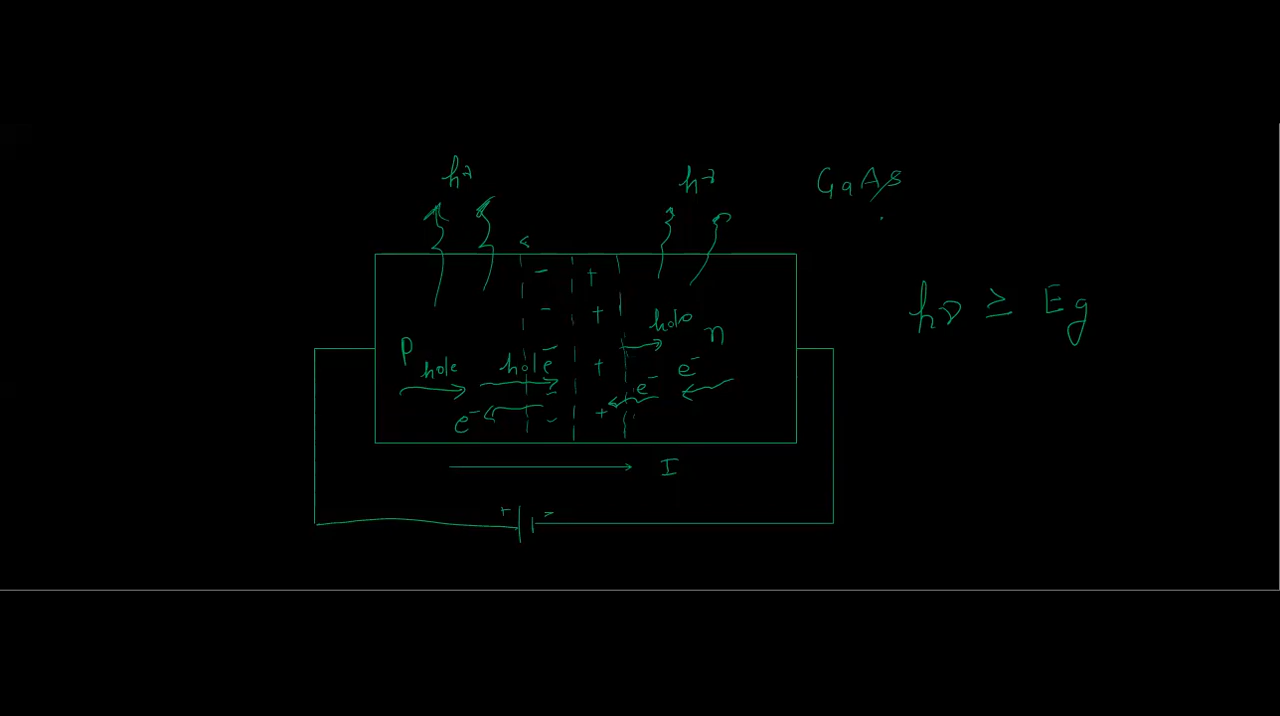 hν hν GaAs
- +
- + hole
hν ≥ Eg
P n
hole hole - + e⁻
e⁻ - + e⁻
I
+ -